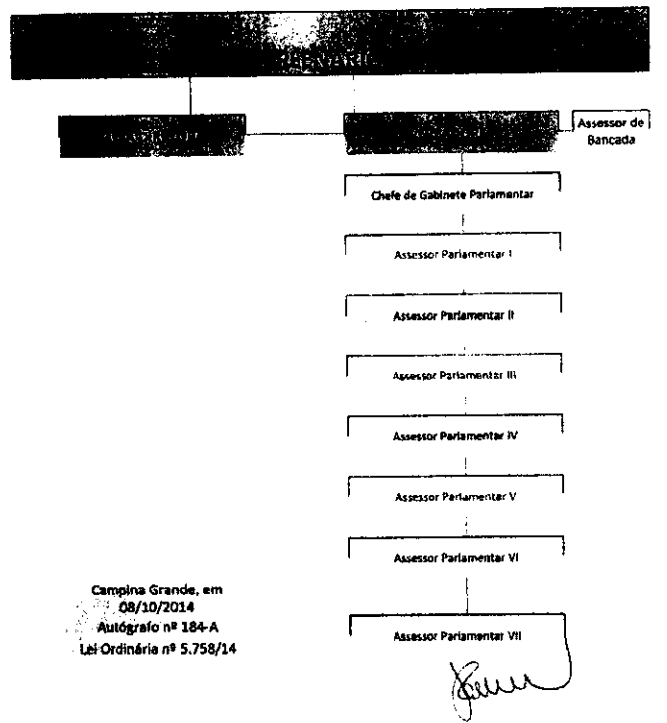 PLENÁRIO
Assessor de
Bancada
Chefe de Gabinete Parlamentar
Assessor Parlamentar I
Assessor Parlamentar II
Assessor Parlamentar III
Assessor Parlamentar IV
Assessor Parlamentar V
Assessor Parlamentar VI
Assessor Parlamentar VII
Campina Grande, em
08/10/2014
Autógrafo nº 184-A
Lei Ordinária nº 5.758/14